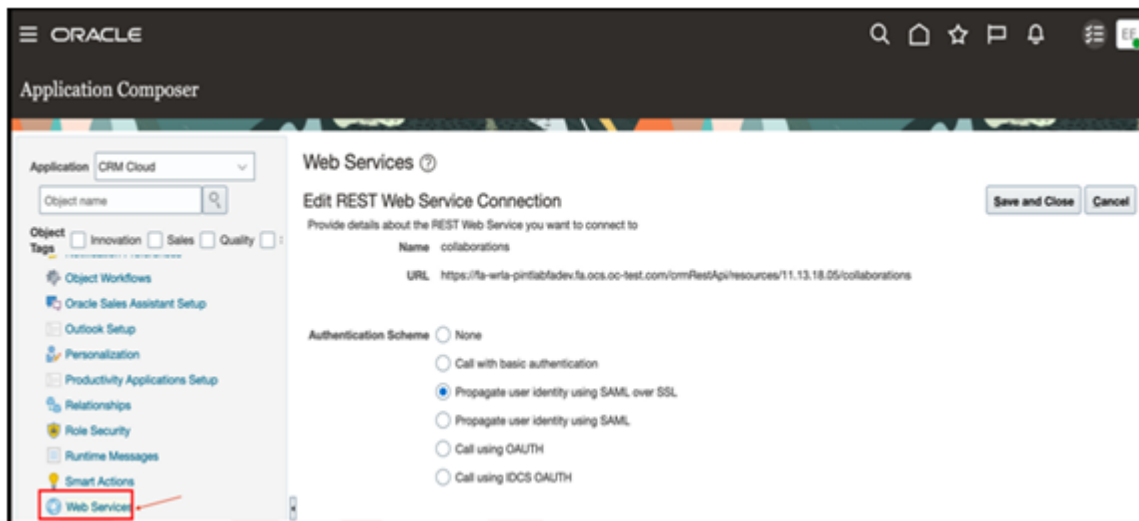 ORACLE
EE
Application Composer
Application CRM Cloud
Object name
Object Tags Innovation Sales Quality
Object Workflows
Oracle Sales Assistant Setup
Outlook Setup
Personalization
Productivity Applications Setup
Relationships
Role Security
Runtime Messages
Smart Actions
Web Services
Web Services
Edit REST Web Service Connection
Save and Close Cancel
Provide details about the REST Web Service you want to connect to
Name collaborations
URL https://fa-wrla-pintlabfadev.fa.ocs.oc-test.com/crmRestApi/resources/11.13.18.05/collaborations
Authentication Scheme None
Call with basic authentication
Propagate user identity using SAML over SSL
Propagate user identity using SAML
Call using OAUTH
Call using IDCS OAUTH